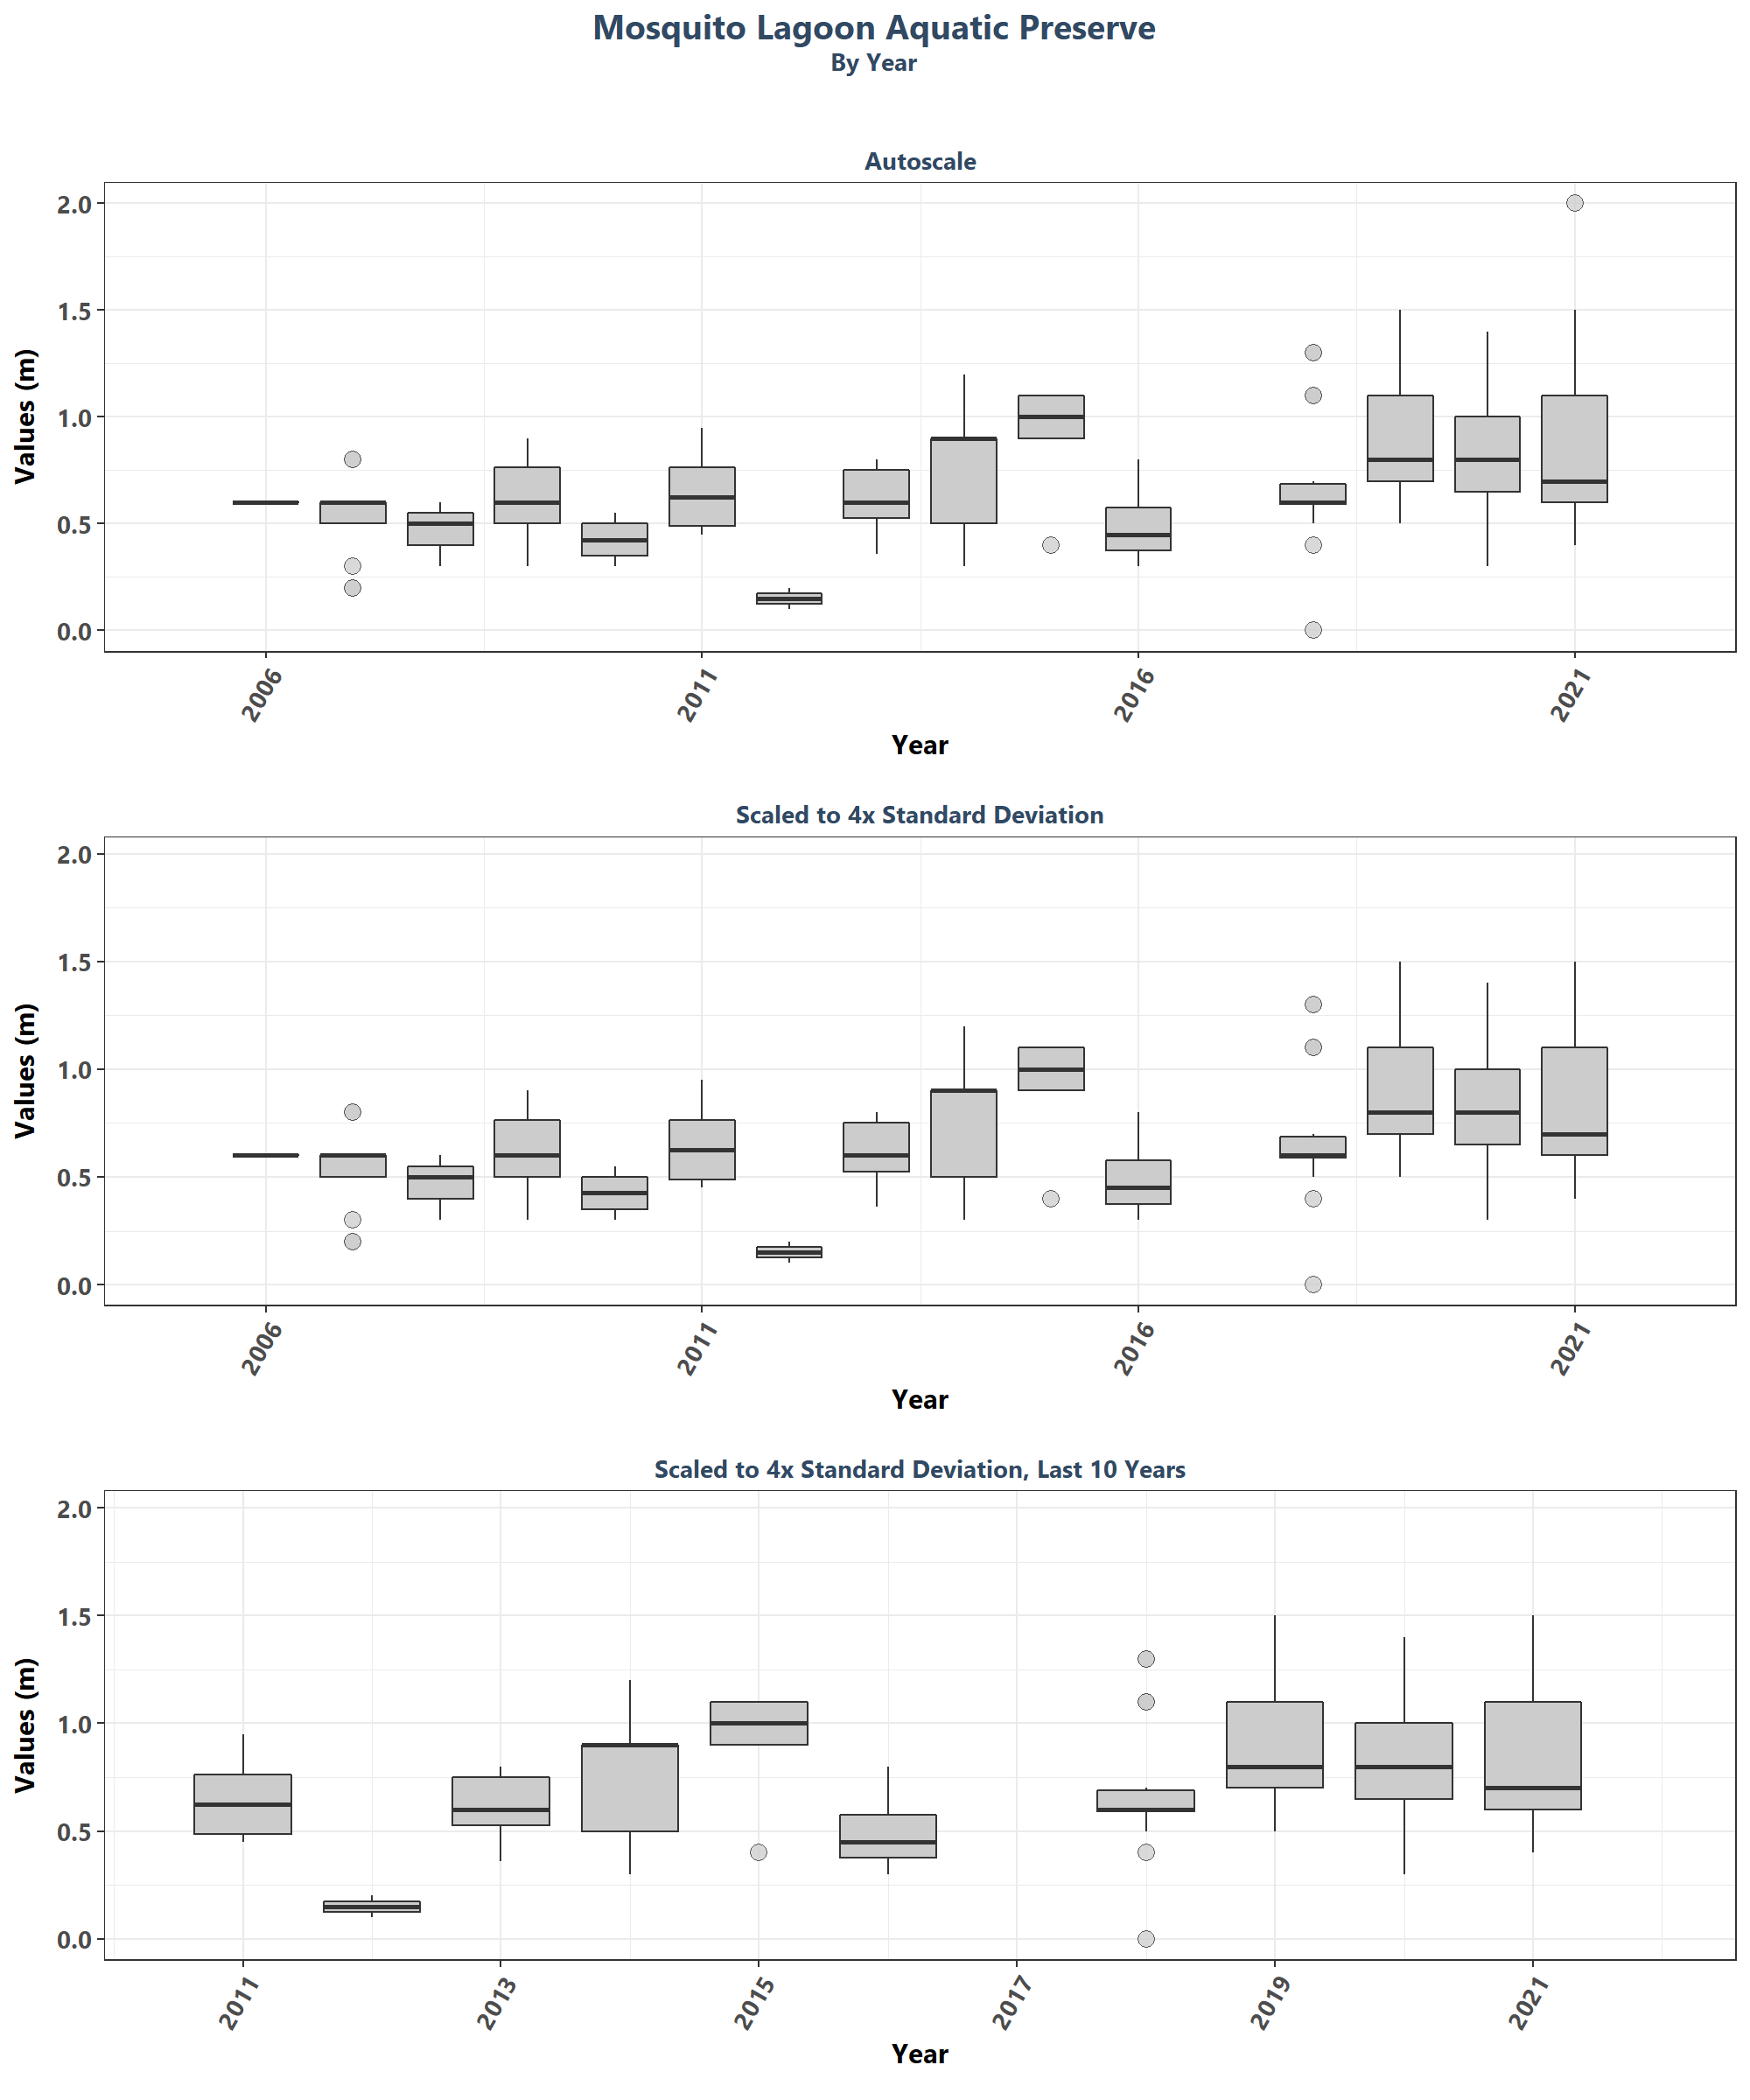 Mosquito Lagoon Aquatic Preserve
By Year
Autoscale
Values (m)
2.0
1.5
1.0
0.5
0.0
2006 2011 2016 2021
Year
Scaled to 4x Standard Deviation
Values (m)
2.0
1.5
1.0
0.5
0.0
2006 2011 2016 2021
Year
Scaled to 4x Standard Deviation, Last 10 Years
Values (m)
2.0
1.5
1.0
0.5
0.0
2011 2013 2015 2017 2019 2021
Year